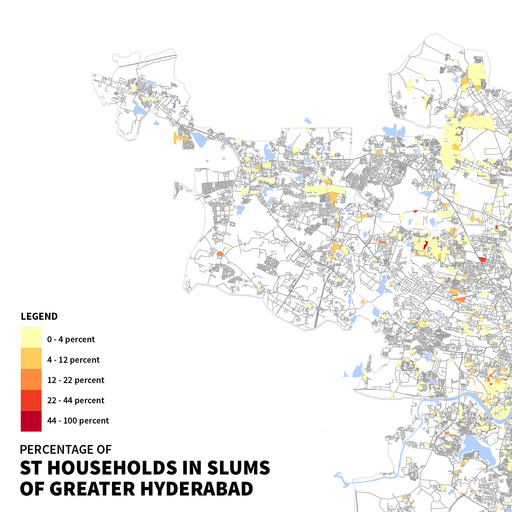 LEGEND
0 - 4 percent
4 - 12 percent
12 - 22 percent
22 - 44 percent
44 - 100 percent
PERCENTAGE OF
ST HOUSEHOLDS IN SLUMS
OF GREATER HYDERABAD